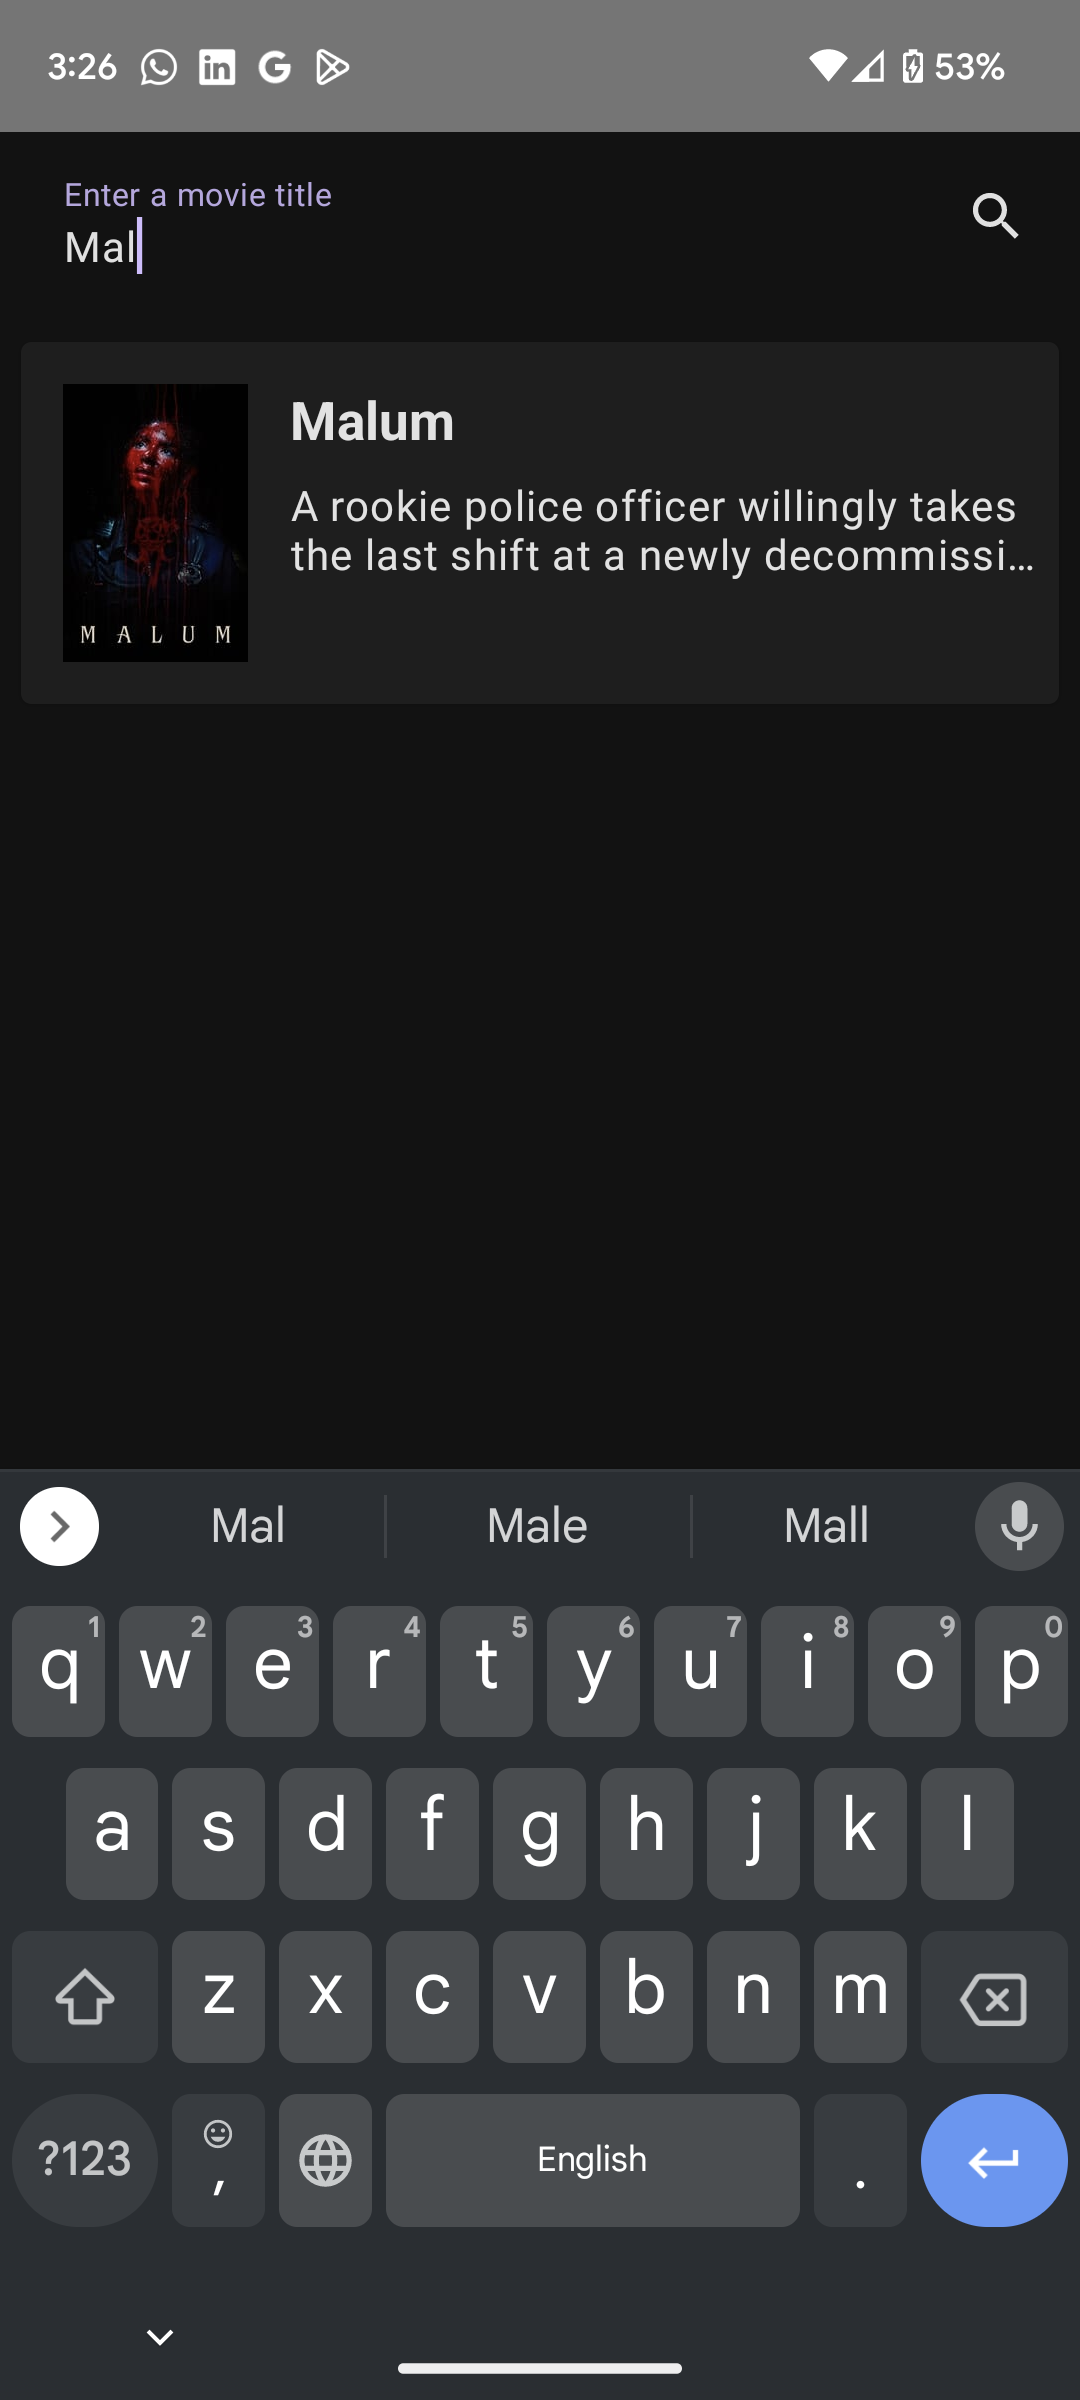 3:26 53%
Enter a movie title
Mal
Malum
A rookie police officer willingly takes
the last shift at a newly decommissi...
M A L U M
Mal Male Mall
q 1 w 2 e 3 r 4 t 5 y 6 u 7 i 8 o 9 p 0
a s d f g h j k l
z x c v b n m
?123 , English .